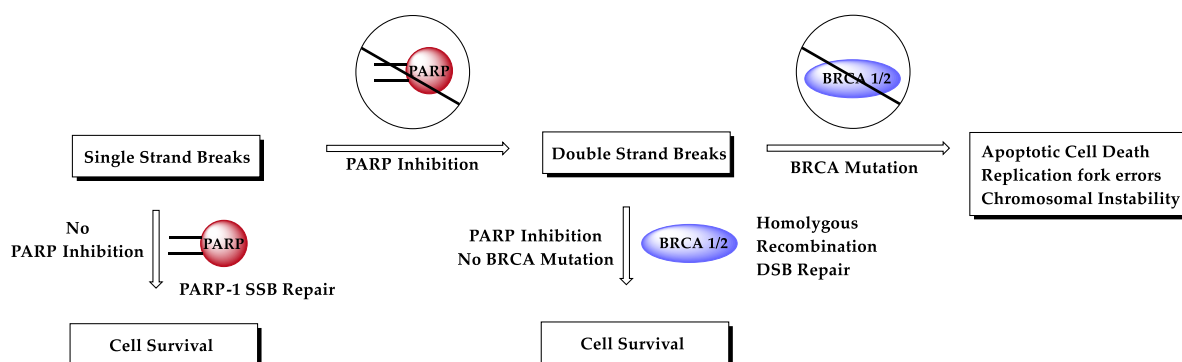 PARP
BRCA 1/2
Single Strand Breaks
PARP Inhibition
Double Strand Breaks
BRCA Mutation
Apoptotic Cell Death
Replication fork errors
Chromosomal Instability
No
PARP Inhibition
PARP
PARP-1 SSB Repair
PARP Inhibition
No BRCA Mutation
BRCA 1/2
Homolygous
Recombination
DSB Repair
Cell Survival
Cell Survival